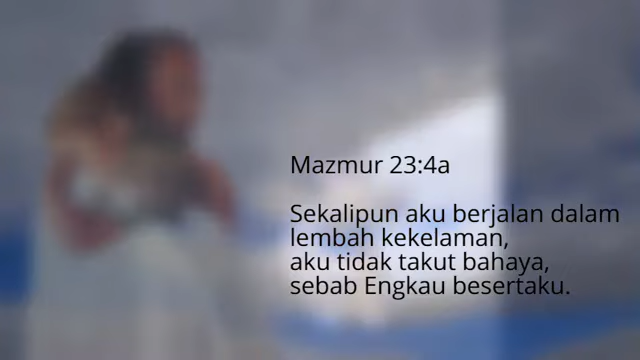 Mazmur 23:4a
Sekalipun aku berjalan dalam
lembah kekelaman,
aku tidak takut bahaya,
sebab Engkau besertaku.